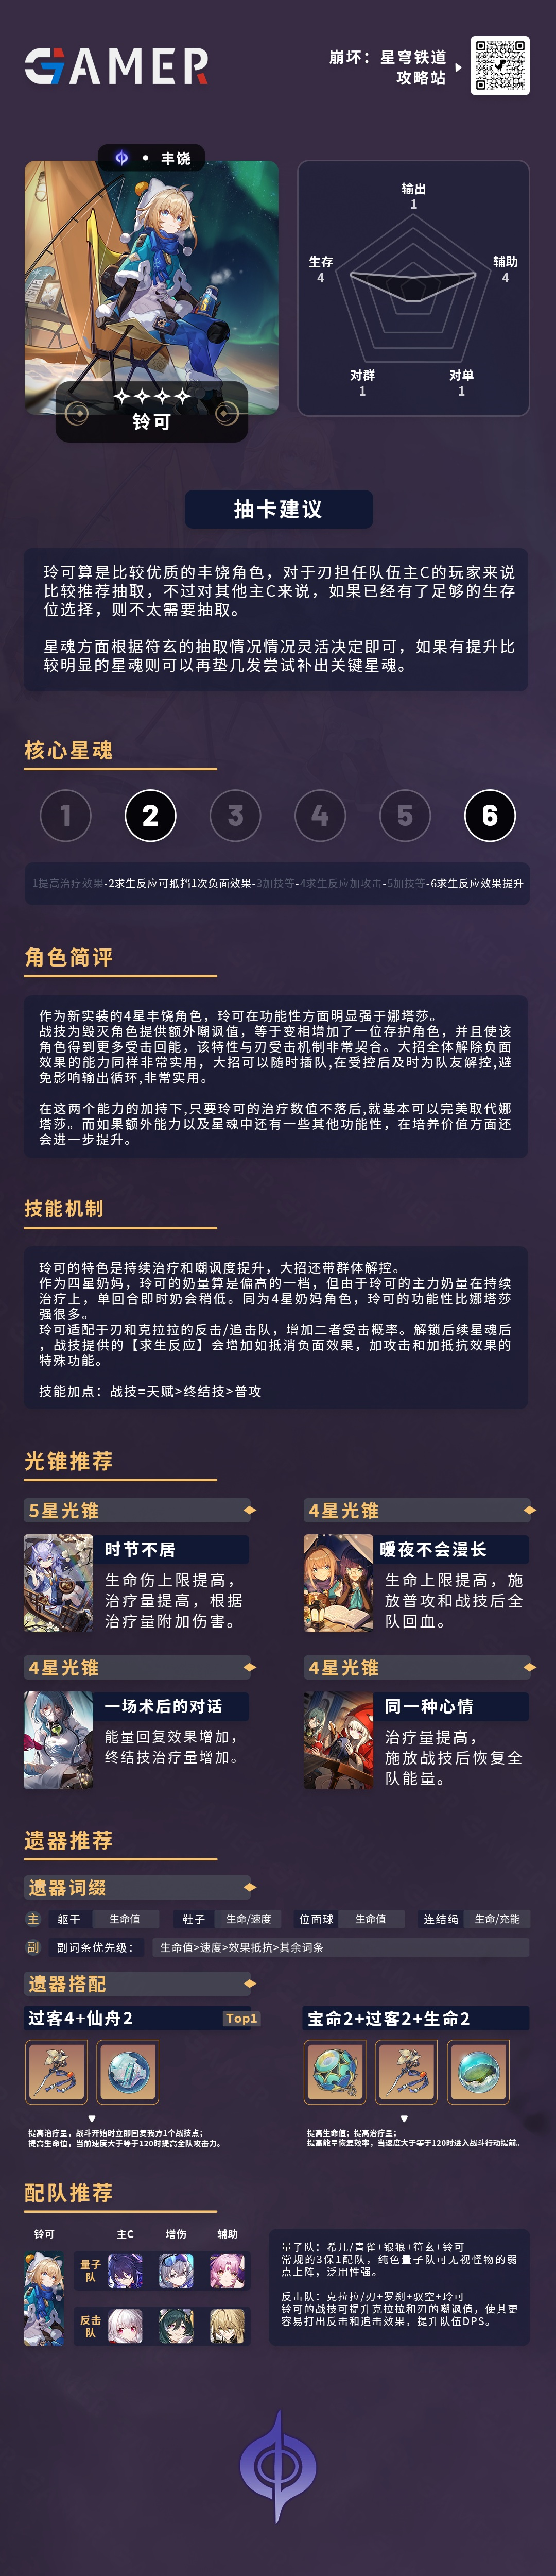 GAMER
崩坏：星穹铁道
攻略站
丰饶
铃可
输出
1
生存
4
辅助
4
对群
1
对单
1
抽卡建议
玲可算是比较优质的丰饶角色，对于刃担任队伍主C的玩家来说
比较推荐抽取，不过对其他主C来说，如果已经有了足够的生存
位选择，则不太需要抽取。
星魂方面根据符玄的抽取情况情况灵活决定即可，如果有提升比
较明显的星魂则可以再垫几发尝试补出关键星魂。
核心星魂
1 2 3 4 5 6
1提高治疗效果-2求生反应可抵挡1次负面效果-3加技等-4求生反应加攻击-5加技等-6求生反应效果提升
角色简评
作为新实装的4星丰饶角色，玲可在功能性方面明显强于娜塔莎。
战技为毁灭角色提供额外嘲讽值，等于变相增加了一位存护角色，并且使该
角色得到更多受击回能，该特性与刃受击机制非常契合。大招全体解除负面
效果的能力同样非常实用，大招可以随时插队,在受控后及时为队友解控,避
免影响输出循环,非常实用。
在这两个能力的加持下,只要玲可的治疗数值不落后,就基本可以完美取代娜
塔莎。而如果额外能力以及星魂中还有一些其他功能性，在培养价值方面还
会进一步提升。
技能机制
玲可的特色是持续治疗和嘲讽度提升，大招还带群体解控。
作为四星奶妈，玲可的奶量算是偏高的一档，但由于玲可的主力奶量在持续
治疗上，单回合即时奶会稍低。同为4星奶妈角色，玲可的功能性比娜塔莎
强很多。
玲可适配于刃和克拉拉的反击/追击队，增加二者受击概率。解锁后续星魂后
，战技提供的【求生反应】会增加如抵消负面效果，加攻击和加抵抗效果的
特殊功能。
技能加点：战技=天赋>终结技>普攻
光锥推荐
5星光锥
时节不居
生命伤上限提高，
治疗量提高，根据
治疗量附加伤害。
4星光锥
暖夜不会漫长
生命上限提高，施
放普攻和战技后全
队回血。
4星光锥
一场术后的对话
能量回复效果增加，
终结技治疗量增加。
4星光锥
同一种心情
治疗量提高，
施放战技后恢复全
队能量。
遗器推荐
遗器词缀
主 躯干 生命值 鞋子 生命/速度 位面球 生命值 连结绳 生命/充能
副 副词条优先级： 生命值>速度>效果抵抗>其余词条
遗器搭配
过客4+仙舟2 Top1
提高治疗量，战斗开始时立即回复我方1个战技点；
提高生命值，当前速度大于等于120时提高全队攻击力。
宝命2+过客2+生命2
提高生命值；提高治疗量；
提高能量恢复效率，当速度大于等于120时进入战斗行动提前。
配队推荐
铃可 主C 增伤 辅助
量子
队
反击
队
量子队：希儿/青雀+银狼+符玄+铃可
常规的3保1配队，纯色量子队可无视怪物的弱
点上阵，泛用性强。
反击队：克拉拉/刃+罗刹+驭空+玲可
铃可的战技可提升克拉拉和刃的嘲讽值，使其更
容易打出反击和追击效果，提升队伍DPS。